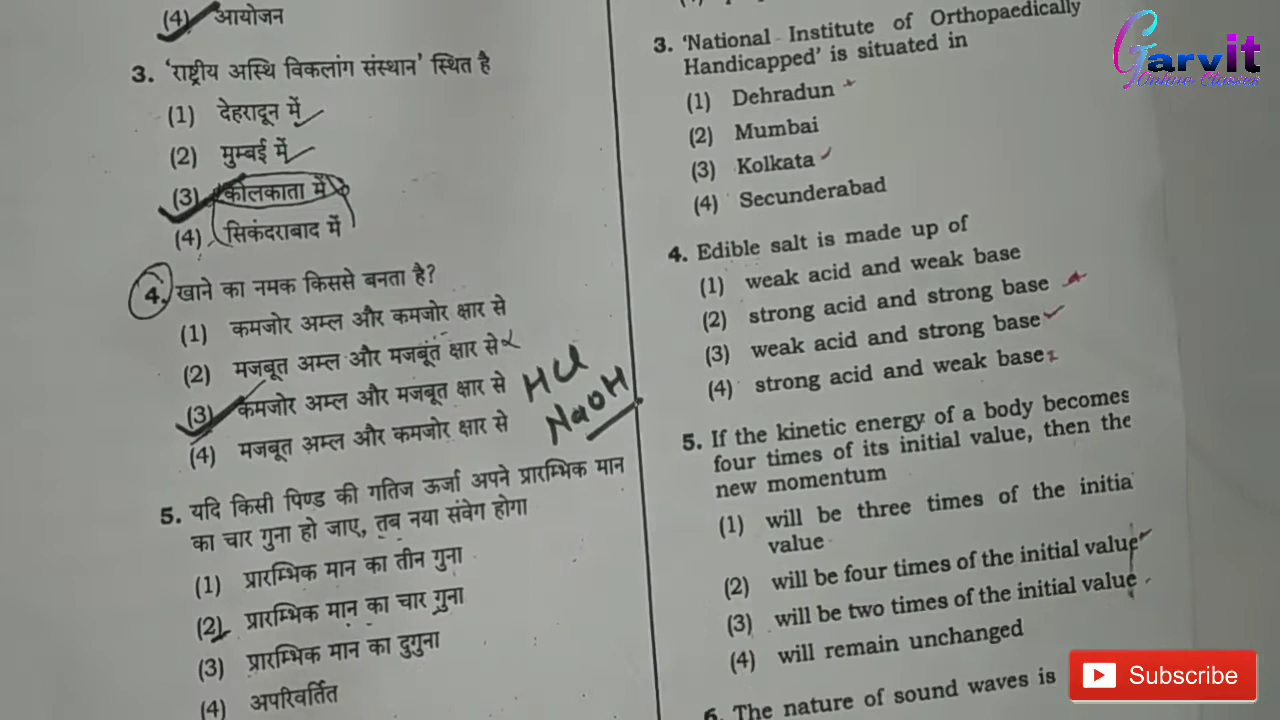 (4) आयोजन
3. 'राष्ट्रीय अस्थि विकलांग संस्थान' स्थित है
(1) देहरादून में
(2) मुम्बई में
(3) कोलकाता में
(4) सिकंदराबाद में
4. खाने का नमक किससे बनता है?
(1) कमजोर अम्ल और कमजोर क्षार से
(2) मजबूत अम्ल और मजबूत क्षार से
(3) कमजोर अम्ल और मजबूत क्षार से
(4) मजबूत अम्ल और कमजोर क्षार से
HCl
NaOH
5. यदि किसी पिण्ड की गतिज ऊर्जा अपने प्रारम्भिक मान
का चार गुना हो जाए, तब नया संवेग होगा
(1) प्रारम्भिक मान का तीन गुना
(2) प्रारम्भिक मान का चार गुना
(3) प्रारम्भिक मान का दुगुना
(4) अपरिवर्तित
3. 'National Institute of Orthopaedically
Handicapped' is situated in
(1) Dehradun
(2) Mumbai
(3) Kolkata
(4) Secunderabad
4. Edible salt is made up of
(1) weak acid and weak base
(2) strong acid and strong base
(3) weak acid and strong base
(4) strong acid and weak base
5. If the kinetic energy of a body becomes
four times of its initial value, then the
new momentum
(1) will be three times of the initia
value
(2) will be four times of the initial value
(3) will be two times of the initial value
(4) will remain unchanged
6. The nature of sound waves is
Garvit
Online Classes
Subscribe